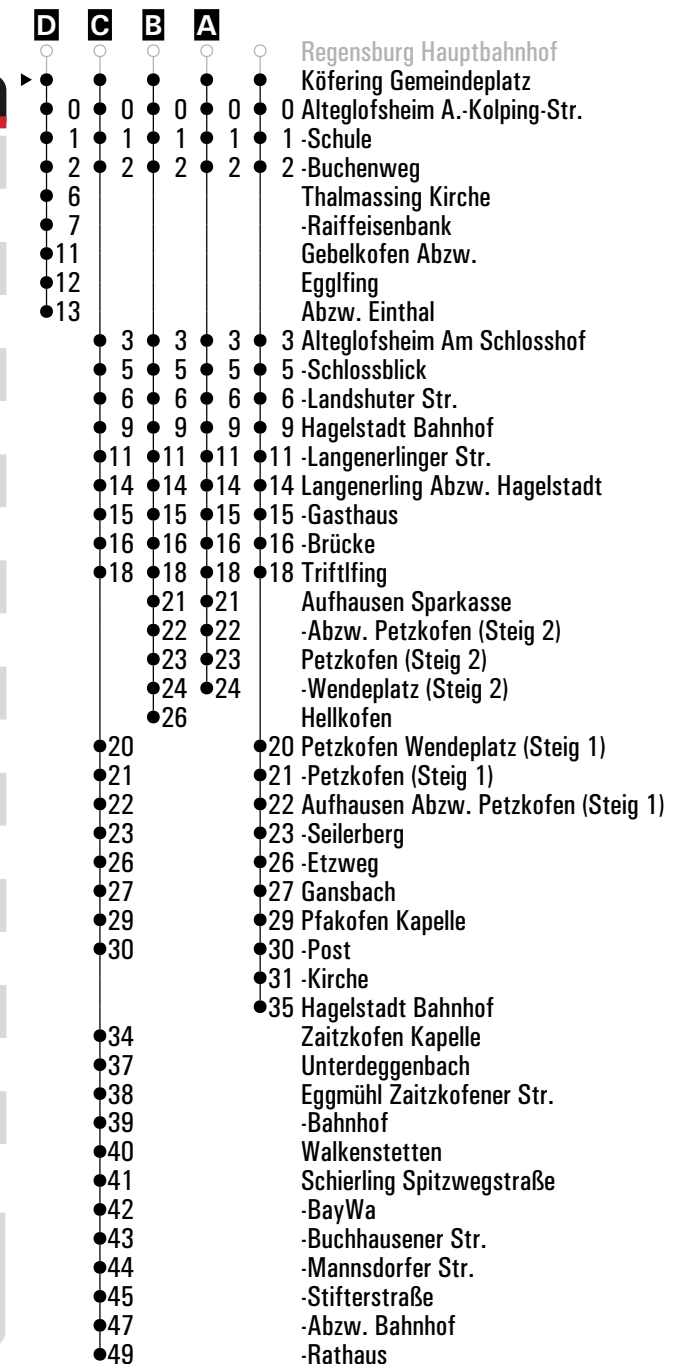 D C B A
Regensburg Hauptbahnhof
Köfering Gemeindeplatz
0 0 0 0 0 Alteglofsheim A.-Kolping-Str.
1 1 1 1 1 -Schule
2 2 2 2 2 -Buchenweg
6 Thalmassing Kirche
7 -Raiffeisenbank
11 Gebelkofen Abzw.
12 Egglfing
13 Abzw. Einthal
3 3 3 3 Alteglofsheim Am Schlosshof
5 5 5 5 -Schlossblick
6 6 6 6 -Landshuter Str.
9 9 9 9 Hagelstadt Bahnhof
11 11 11 11 -Langenerlinger Str.
14 14 14 14 Langenerling Abzw. Hagelstadt
15 15 15 15 -Gasthaus
16 16 16 16 -Brücke
18 18 18 18 Triftlfing
21 21 Aufhausen Sparkasse
22 22 -Abzw. Petzkofen (Steig 2)
23 23 Petzkofen (Steig 2)
24 24 -Wendeplatz (Steig 2)
26 Hellkofen
20 20 Petzkofen Wendeplatz (Steig 1)
21 21 -Petzkofen (Steig 1)
22 22 Aufhausen Abzw. Petzkofen (Steig 1)
23 23 -Seilerberg
26 26 -Etzweg
27 27 Gansbach
29 29 Pfakofen Kapelle
30 30 -Post
31 -Kirche
35 Hagelstadt Bahnhof
34 Zaitzkofen Kapelle
37 Unterdeggenbach
38 Eggmühl Zaitzkofener Str.
39 -Bahnhof
40 Walkenstetten
41 Schierling Spitzwegstraße
42 -BayWa
43 -Buchhausener Str.
44 -Mannsdorfer Str.
45 -Stifterstraße
47 -Abzw. Bahnhof
49 -Rathaus